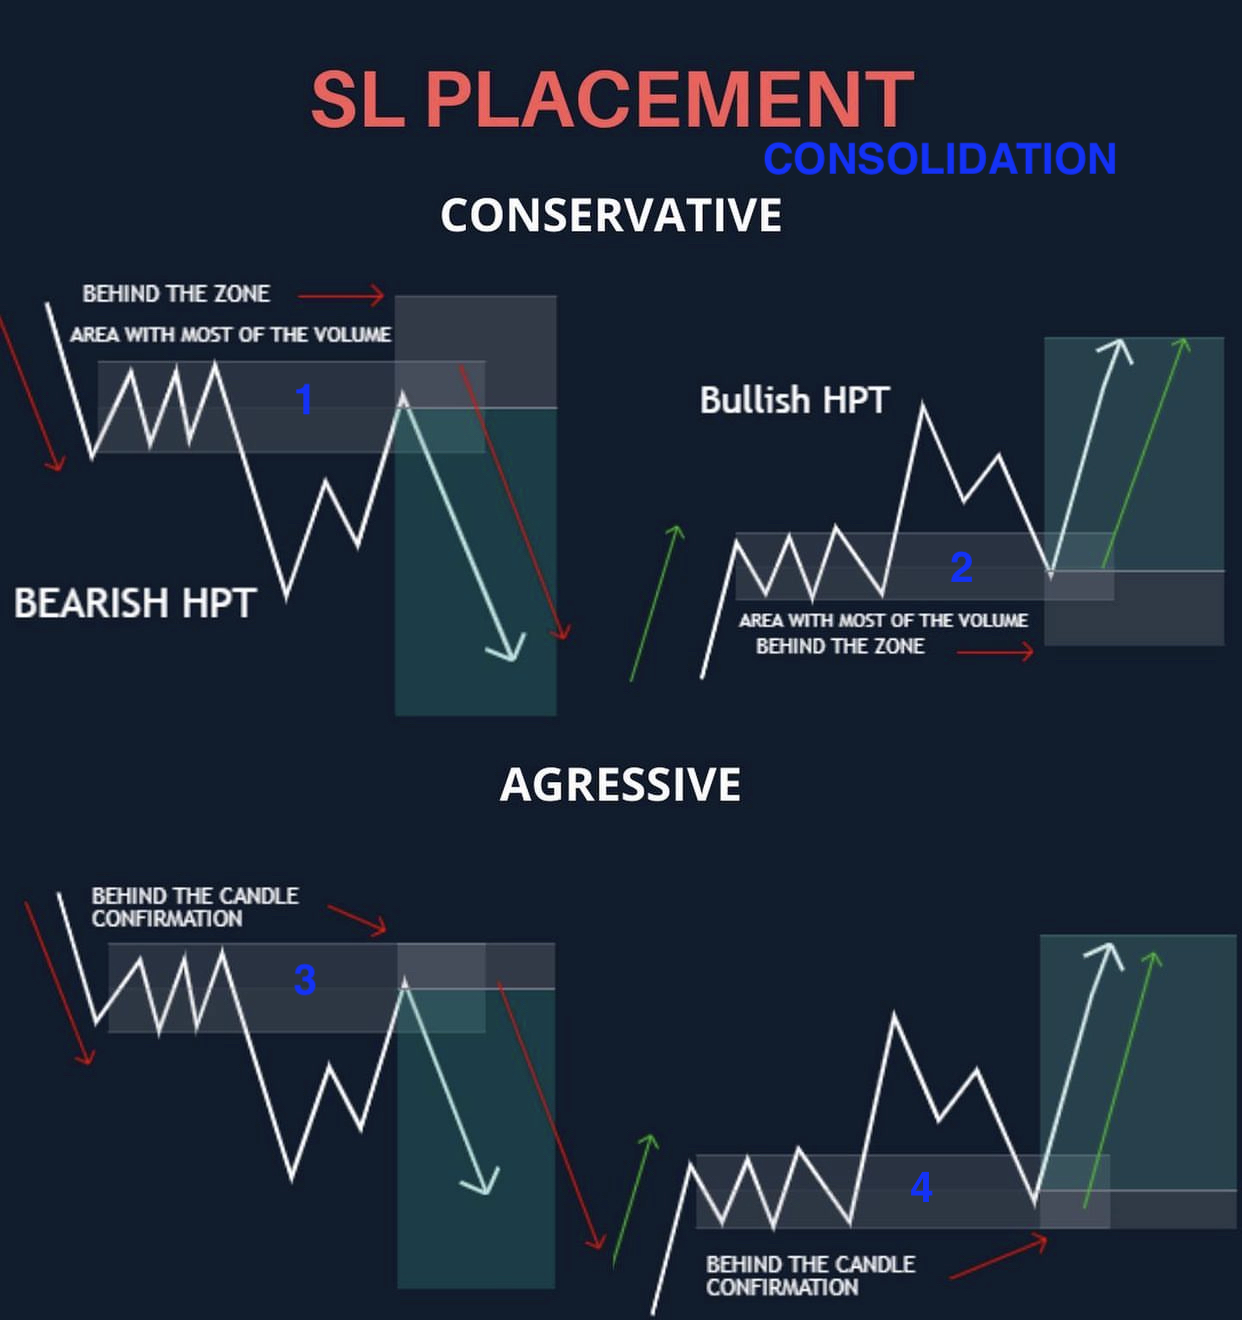 SL PLACEMENT
CONSOLIDATION
CONSERVATIVE
BEHIND THE ZONE
AREA WITH MOST OF THE VOLUME
1
BEARISH HPT
Bullish HPT
2
AREA WITH MOST OF THE VOLUME
BEHIND THE ZONE
AGRESSIVE
BEHIND THE CANDLE
CONFIRMATION
3
4
BEHIND THE CANDLE
CONFIRMATION